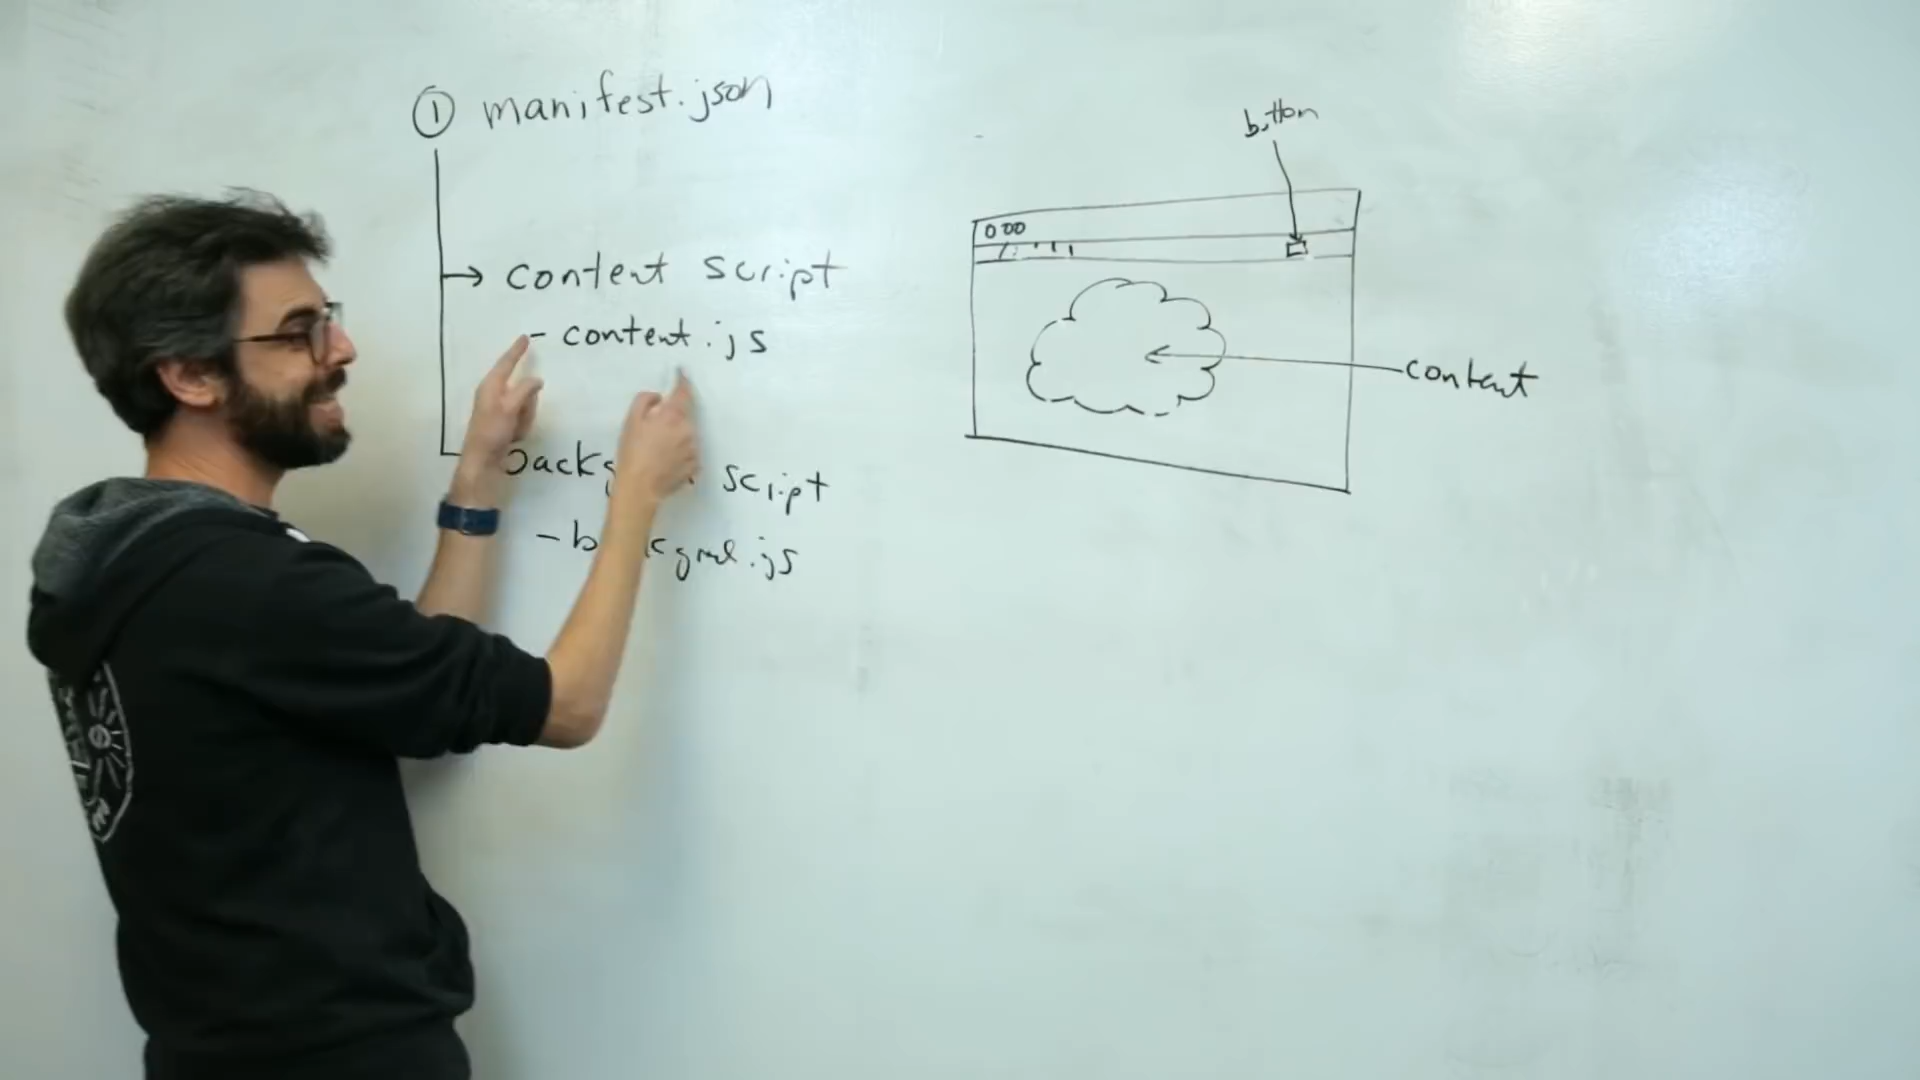 ① manifest.json
→ content script
- content.js
script
.js
button
000
content